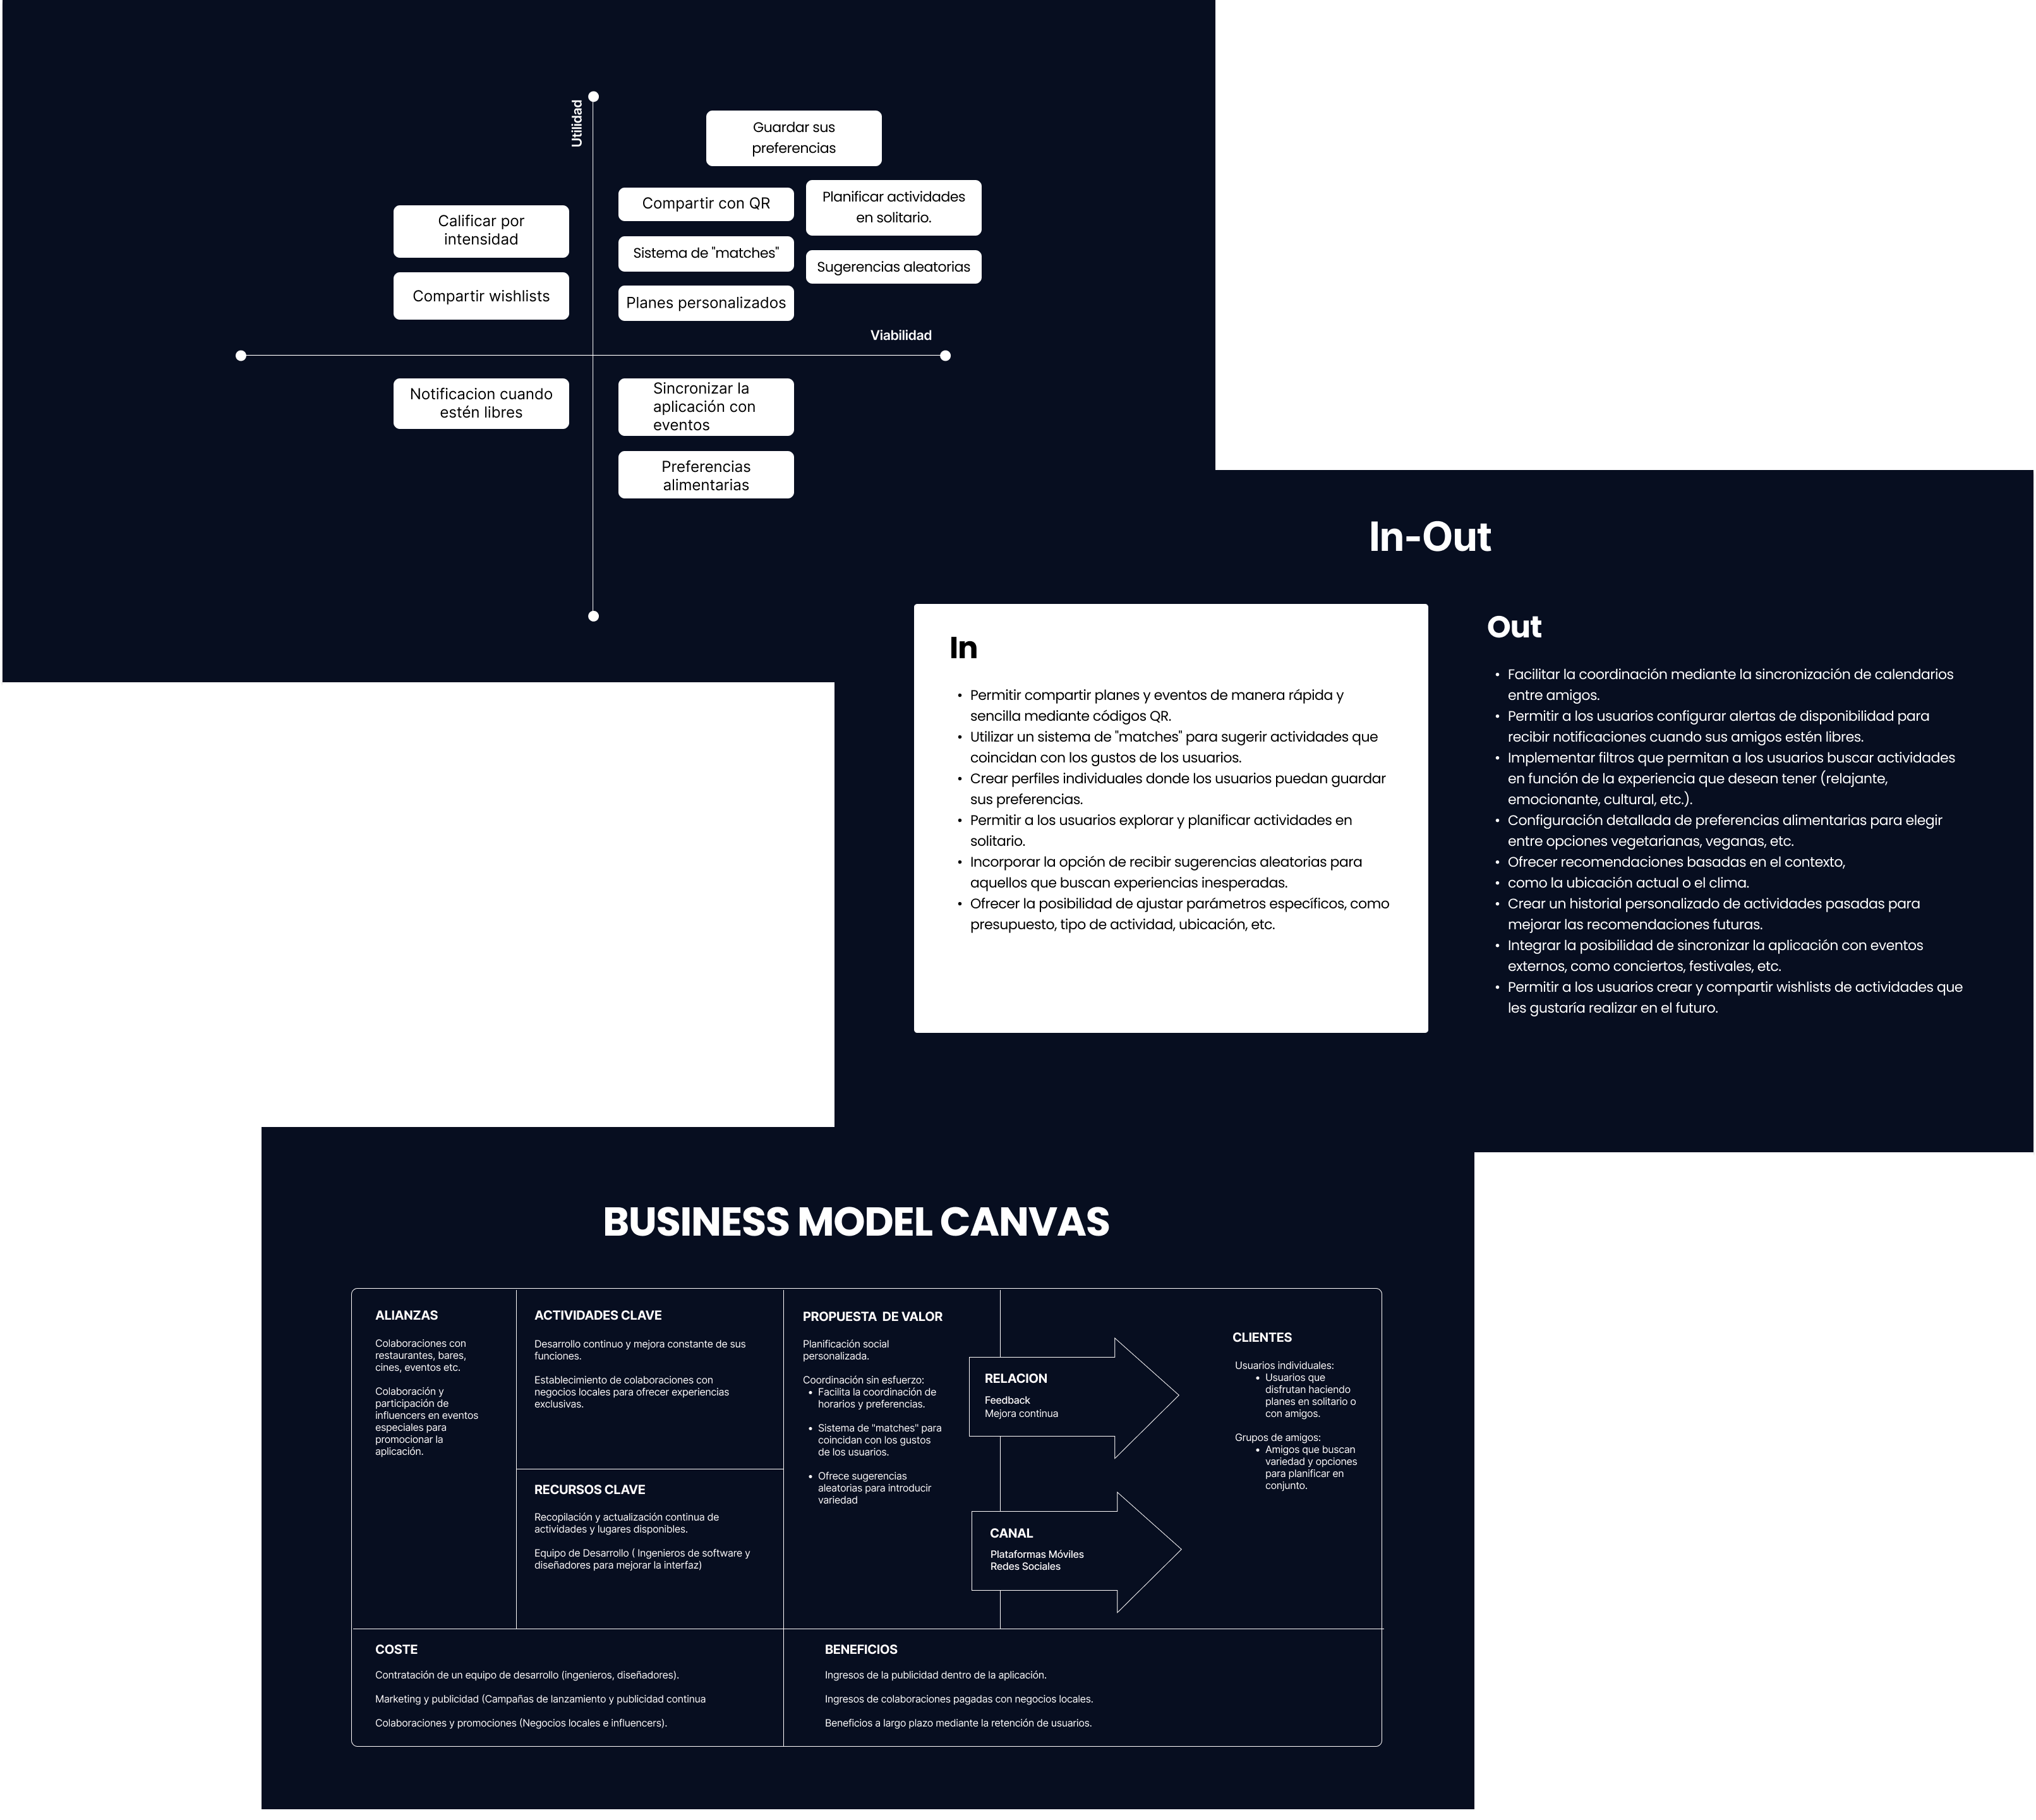 Utilidad
Guardar sus
preferencias
Calificar por
intensidad
Compartir con QR
Planificar actividades
en solitario.
Sistema de "matches"
Sugerencias aleatorias
Compartir wishlists
Planes personalizados
Viabilidad
Notificacion cuando
estén libres
Sincronizar la
aplicación con
eventos
Preferencias
alimentarias
In-Out
In
• Permitir compartir planes y eventos de manera rápida y
sencilla mediante códigos QR.
• Utilizar un sistema de "matches" para sugerir actividades que
coincidan con los gustos de los usuarios.
• Crear perfiles individuales donde los usuarios puedan guardar
sus preferencias.
• Permitir a los usuarios explorar y planificar actividades en
solitario.
• Incorporar la opción de recibir sugerencias aleatorias para
aquellos que buscan experiencias inesperadas.
• Ofrecer la posibilidad de ajustar parámetros específicos, como
presupuesto, tipo de actividad, ubicación, etc.
Out
• Facilitar la coordinación mediante la sincronización de calendarios
entre amigos.
• Permitir a los usuarios configurar alertas de disponibilidad para
recibir notificaciones cuando sus amigos estén libres.
• Implementar filtros que permitan a los usuarios buscar actividades
en función de la experiencia que desean tener (relajante,
emocionante, cultural, etc.).
• Configuración detallada de preferencias alimentarias para elegir
entre opciones vegetarianas, veganas, etc.
• Ofrecer recomendaciones basadas en el contexto,
• como la ubicación actual o el clima.
• Crear un historial personalizado de actividades pasadas para
mejorar las recomendaciones futuras.
• Integrar la posibilidad de sincronizar la aplicación con eventos
externos, como conciertos, festivales, etc.
• Permitir a los usuarios crear y compartir wishlists de actividades que
les gustaría realizar en el futuro.
BUSINESS MODEL CANVAS
ALIANZAS
Colaboraciones con
restaurantes, bares,
cines, eventos etc.
Colaboración y
participación de
influencers en eventos
especiales para
promocionar la
aplicación.
ACTIVIDADES CLAVE
Desarrollo continuo y mejora constante de sus
funciones.
Establecimiento de colaboraciones con
negocios locales para ofrecer experiencias
exclusivas.
RECURSOS CLAVE
Recopilación y actualización continua de
actividades y lugares disponibles.
Equipo de Desarrollo ( Ingenieros de software y
diseñadores para mejorar la interfaz)
PROPUESTA DE VALOR
Planificación social
personalizada.
Coordinación sin esfuerzo:
• Facilita la coordinación de
horarios y preferencias.
• Sistema de "matches" para
coincidan con los gustos
de los usuarios.
• Ofrece sugerencias
aleatorias para introducir
variedad
RELACION
Feedback
Mejora continua
CANAL
Plataformas Móviles
Redes Sociales
CLIENTES
Usuarios individuales:
• Usuarios que
disfrutan haciendo
planes en solitario o
con amigos.
Grupos de amigos:
• Amigos que buscan
variedad y opciones
para planificar en
conjunto.
COSTE
Contratación de un equipo de desarrollo (ingenieros, diseñadores).
Marketing y publicidad (Campañas de lanzamiento y publicidad continua
Colaboraciones y promociones (Negocios locales e influencers).
BENEFICIOS
Ingresos de la publicidad dentro de la aplicación.
Ingresos de colaboraciones pagadas con negocios locales.
Beneficios a largo plazo mediante la retención de usuarios.